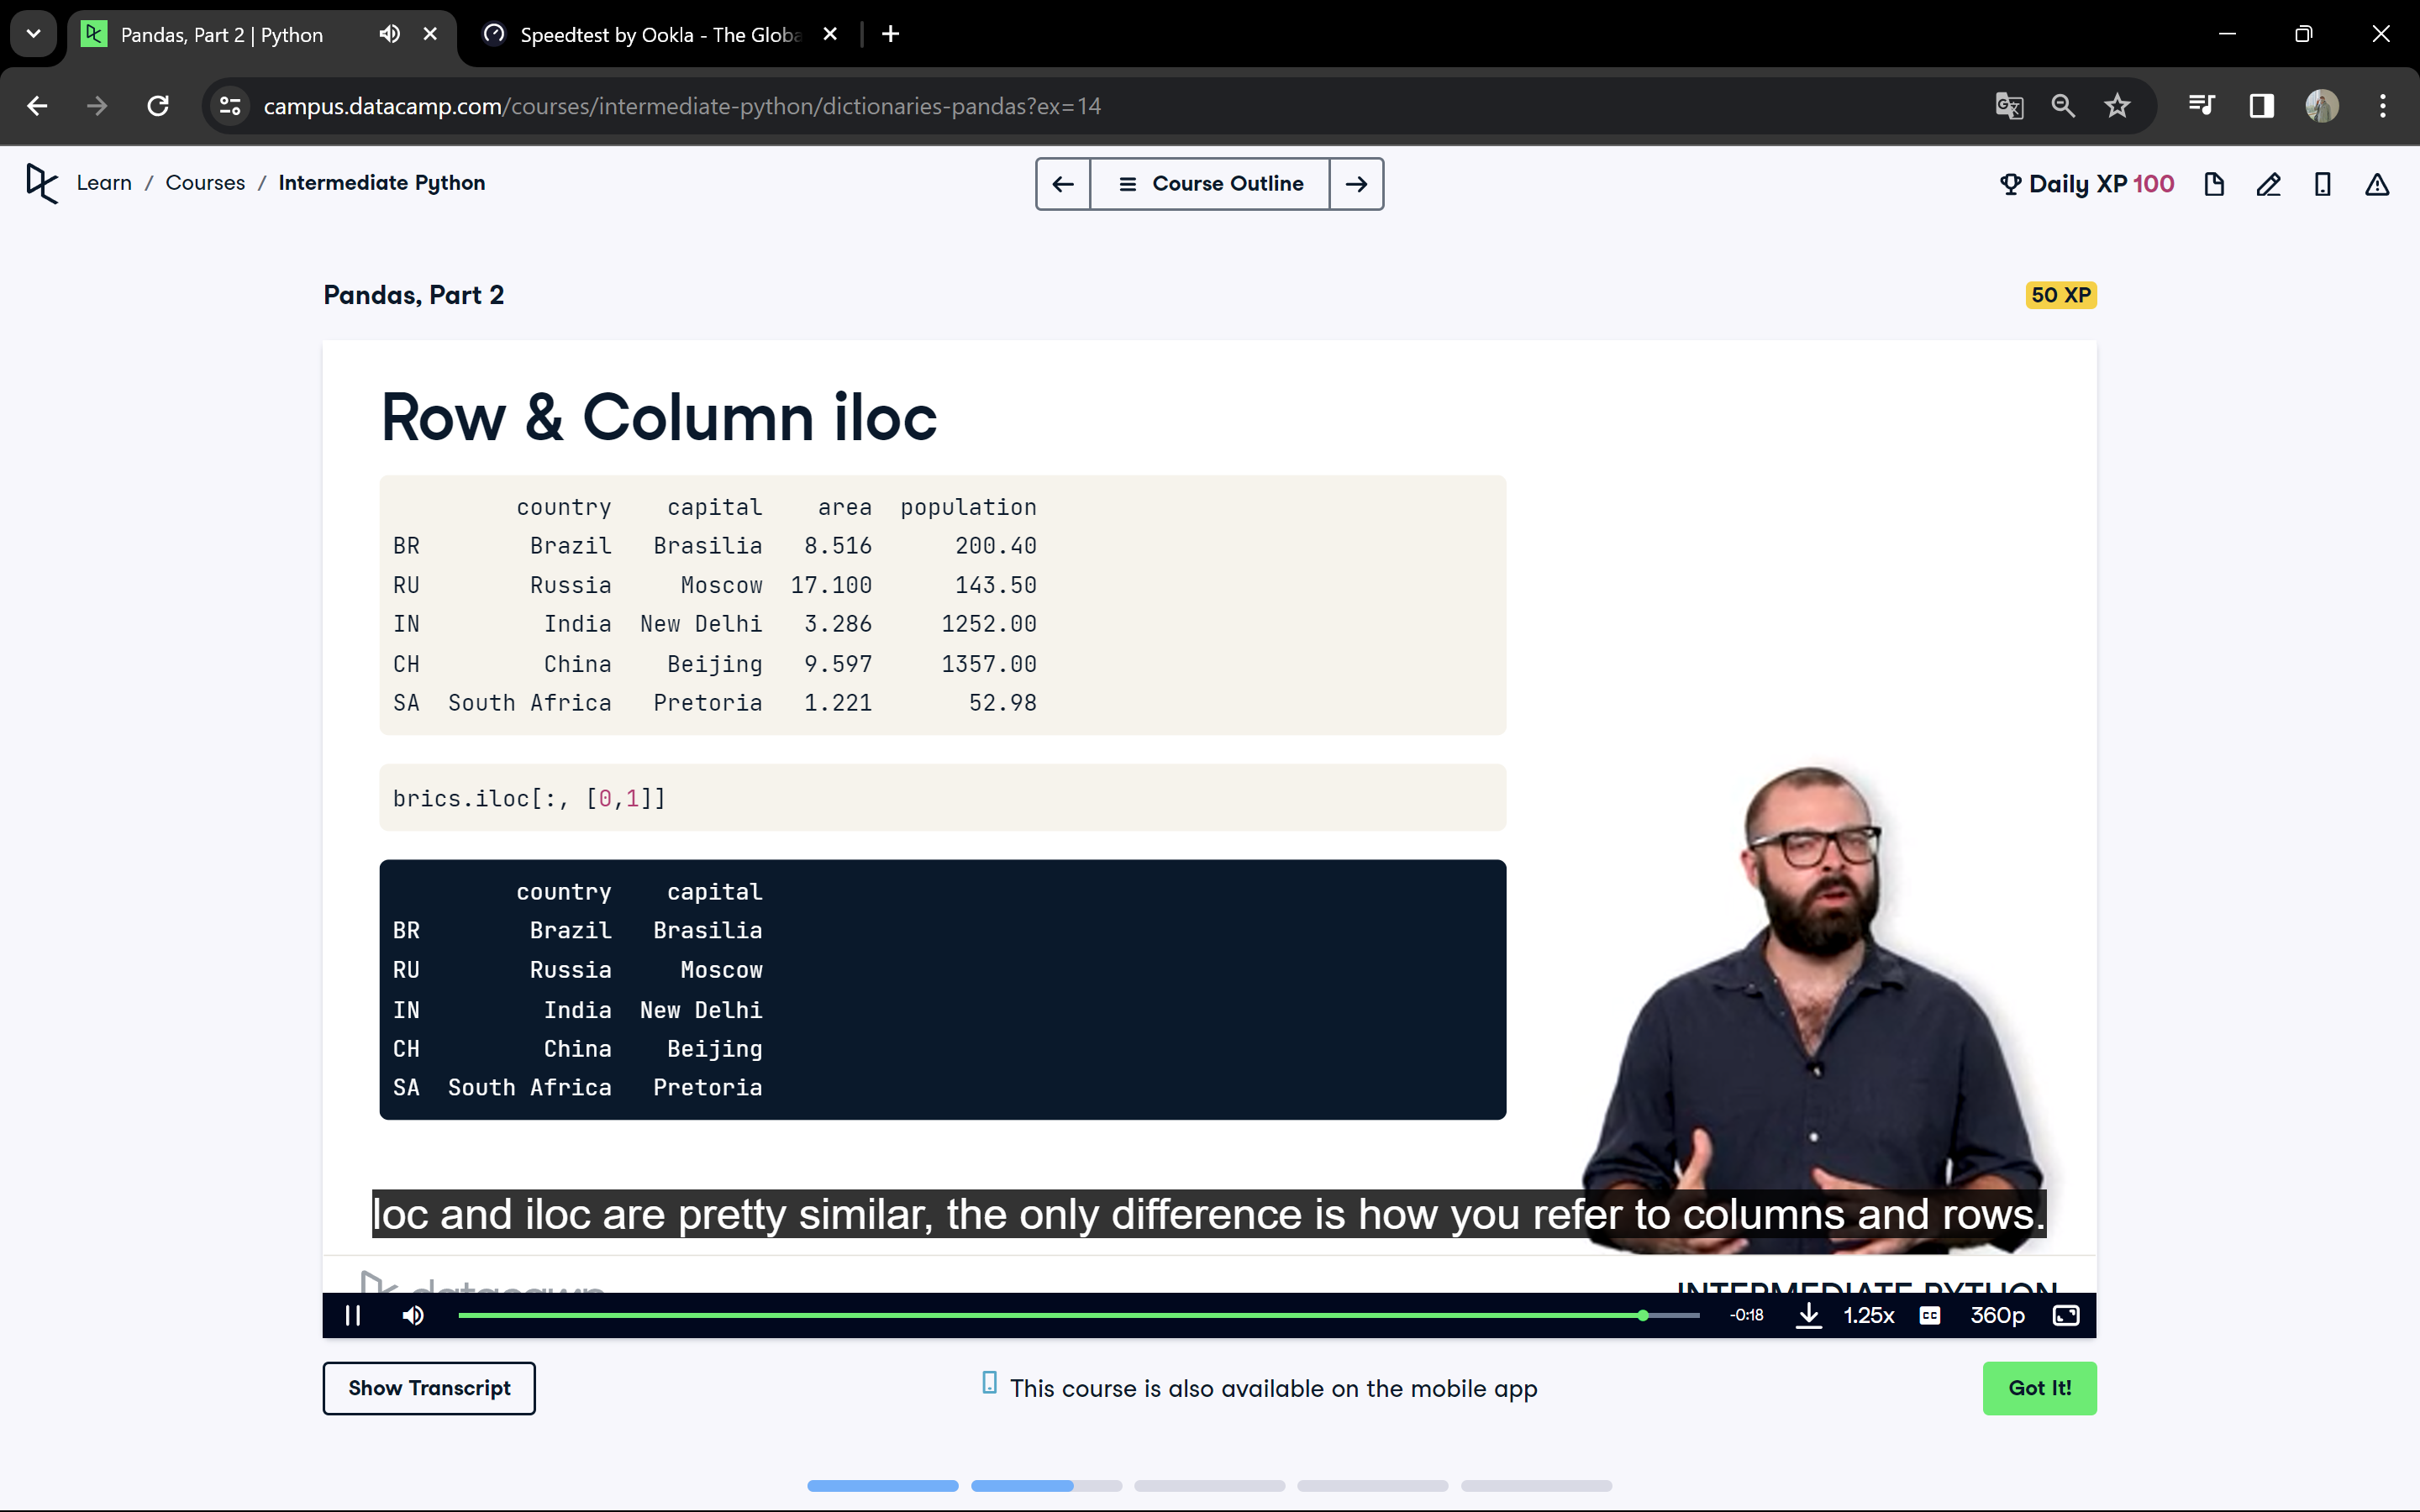 Pandas, Part 2 | Python
Speedtest by Ookla - The Globa
campus.datacamp.com/courses/intermediate-python/dictionaries-pandas?ex=14
Learn / Courses / Intermediate Python
Course Outline
Daily XP 100
Pandas, Part 2
50 XP
Row & Column iloc
country capital area population
BR Brazil Brasilia 8.516 200.40
RU Russia Moscow 17.100 143.50
IN India New Delhi 3.286 1252.00
CH China Beijing 9.597 1357.00
SA South Africa Pretoria 1.221 52.98
brics.iloc[:, [0,1]]
country capital
BR Brazil Brasilia
RU Russia Moscow
IN India New Delhi
CH China Beijing
SA South Africa Pretoria
loc and iloc are pretty similar, the only difference is how you refer to columns and rows.
datacamp
INTERMEDIATE PYTHON
-0:18
1.25x
CC
360p
Show Transcript
This course is also available on the mobile app
Got It!